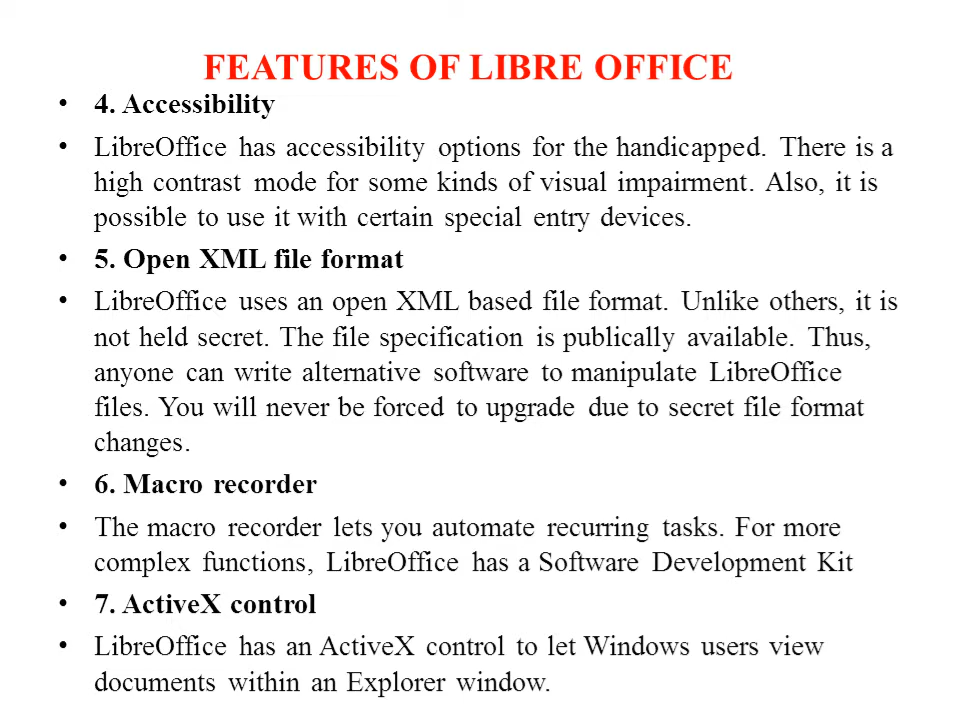 FEATURES OF LIBRE OFFICE
• 4. Accessibility
• LibreOffice has accessibility options for the handicapped. There is a
high contrast mode for some kinds of visual impairment. Also, it is
possible to use it with certain special entry devices.
• 5. Open XML file format
• LibreOffice uses an open XML based file format. Unlike others, it is
not held secret. The file specification is publically available. Thus,
anyone can write alternative software to manipulate LibreOffice
files. You will never be forced to upgrade due to secret file format
changes.
• 6. Macro recorder
• The macro recorder lets you automate recurring tasks. For more
complex functions, LibreOffice has a Software Development Kit
• 7. ActiveX control
• LibreOffice has an ActiveX control to let Windows users view
documents within an Explorer window.